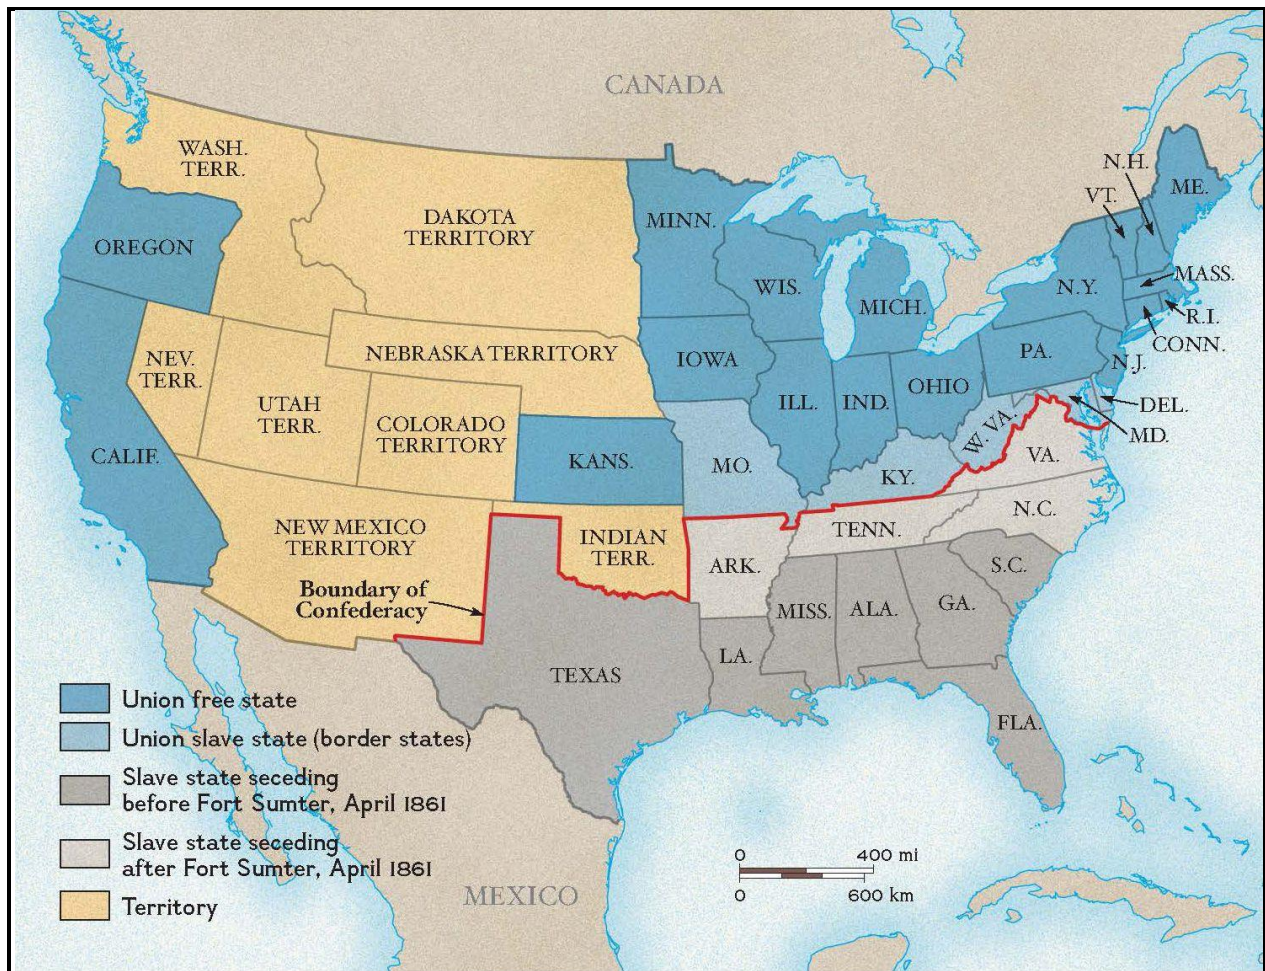 CANADA
N.H.
VT.
ME.
WASH.
TERR.
OREGON
DAKOTA
TERRITORY
MINN.
WIS.
MICH.
N.Y.
MASS.
R.I.
CONN.
NEV.
TERR.
NEBRASKA TERRITORY
IOWA
PA.
N.J.
UTAH
TERR.
COLORADO
TERRITORY
ILL.
IND.
OHIO
DEL.
MD.
CALIF.
KANS.
MO.
KY.
W. VA.
VA.
NEW MEXICO
TERRITORY
INDIAN
TERR.
ARK.
TENN.
N.C.
S.C.
Boundary of
Confederacy
MISS.
ALA.
GA.
TEXAS
LA.
FLA.
Union free state
Union slave state (border states)
Slave state seceding
before Fort Sumter, April 1861
Slave state seceding
after Fort Sumter, April 1861
Territory
MEXICO
0 400 mi
0 600 km